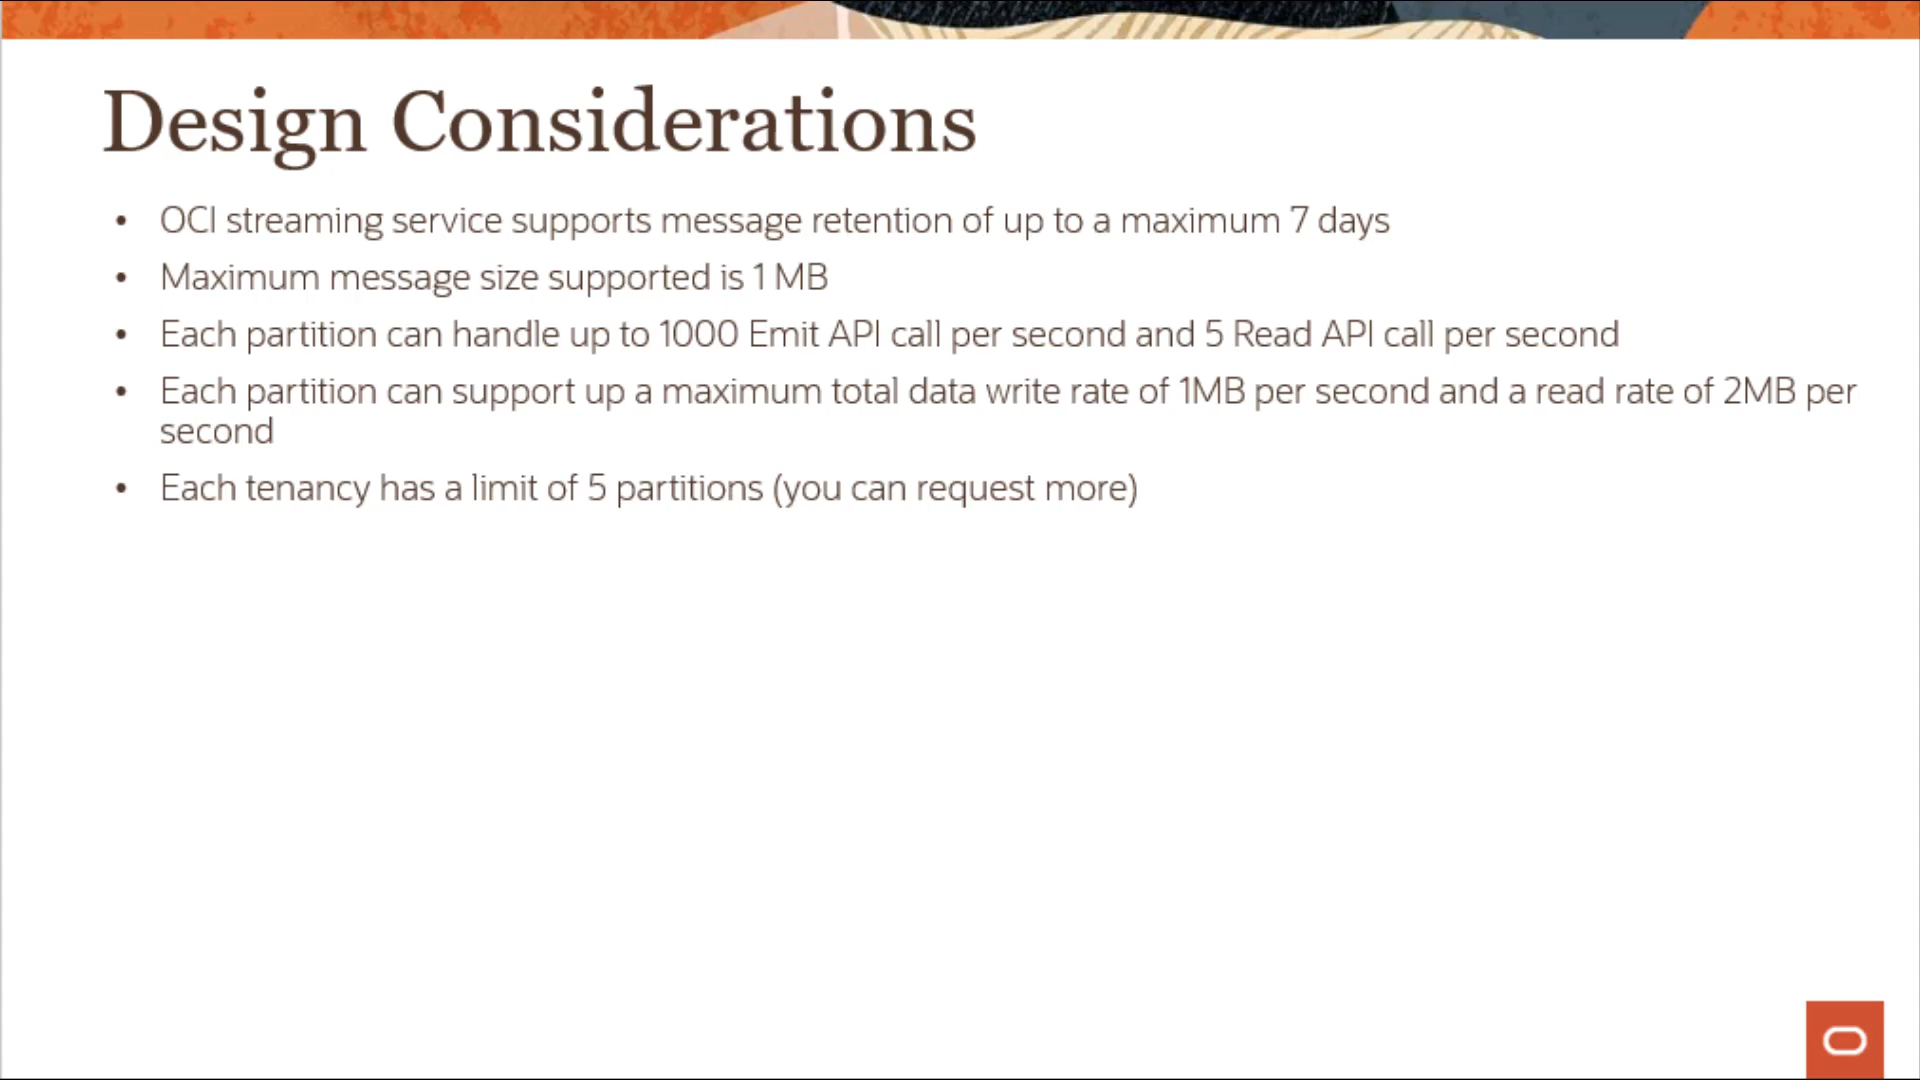 Design Considerations
• OCI streaming service supports message retention of up to a maximum 7 days
• Maximum message size supported is 1 MB
• Each partition can handle up to 1000 Emit API call per second and 5 Read API call per second
• Each partition can support up a maximum total data write rate of 1MB per second and a read rate of 2MB per
second
• Each tenancy has a limit of 5 partitions (you can request more)